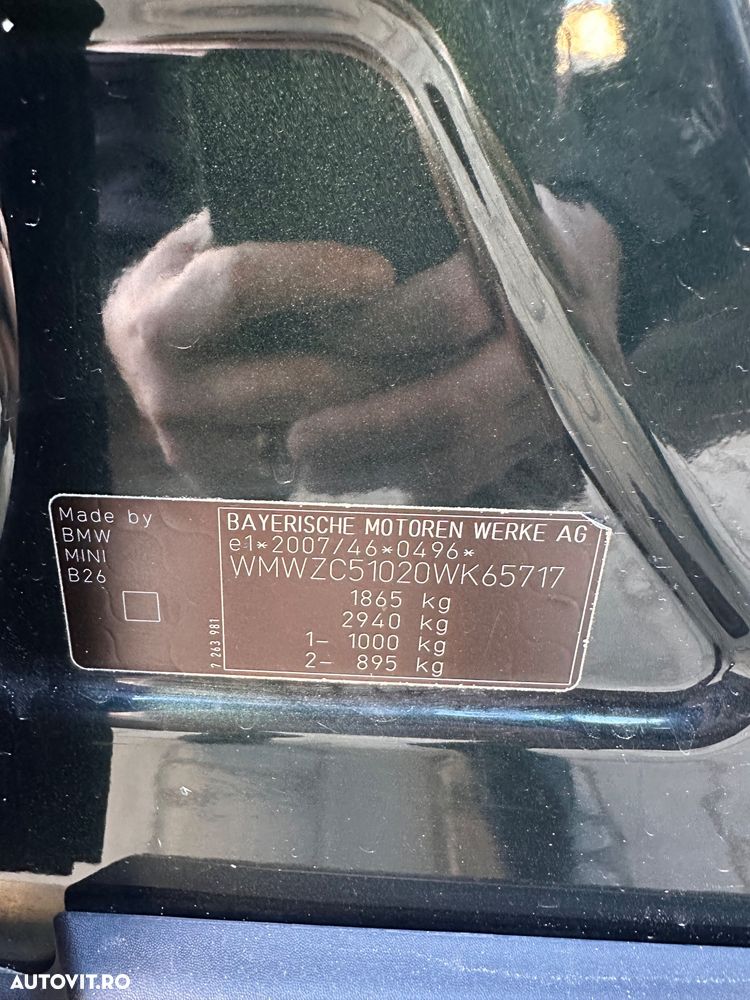 Made by
BMW
MINI
B26
7 263 981
BAYERISCHE MOTOREN WERKE AG
e1*2007/46*0496*
WMWZC51020WK65717
1865 kg
2940 kg
1- 1000 kg
2- 895 kg
AUTOVIT.RO